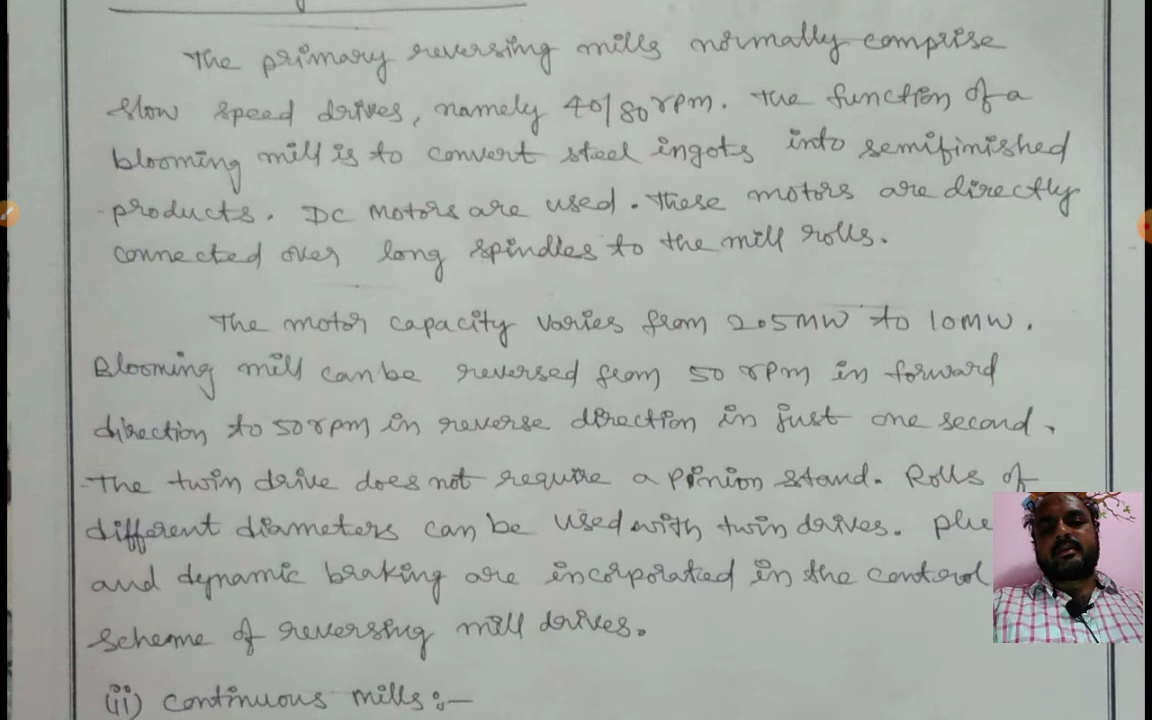 The primary reversing mills normally comprise
slow speed drives, namely 40/80 rpm. The function of a
blooming mill is to convert steel ingots into semifinished
products. DC Motors are used. These motors are directly
connected over long spindles to the mill rolls.
The motor capacity varies from 2.5MW to 10MW.
Blooming mill can be reversed from 50 rpm in forward
direction to 50 rpm in reverse direction in just one second.
The twin drive does not require a pinion stand. Rolls of
different diameters can be used with twin drives.
and dynamic braking are incorporated in the control
scheme of reversing mill drives.
(ii) continuous mills:-